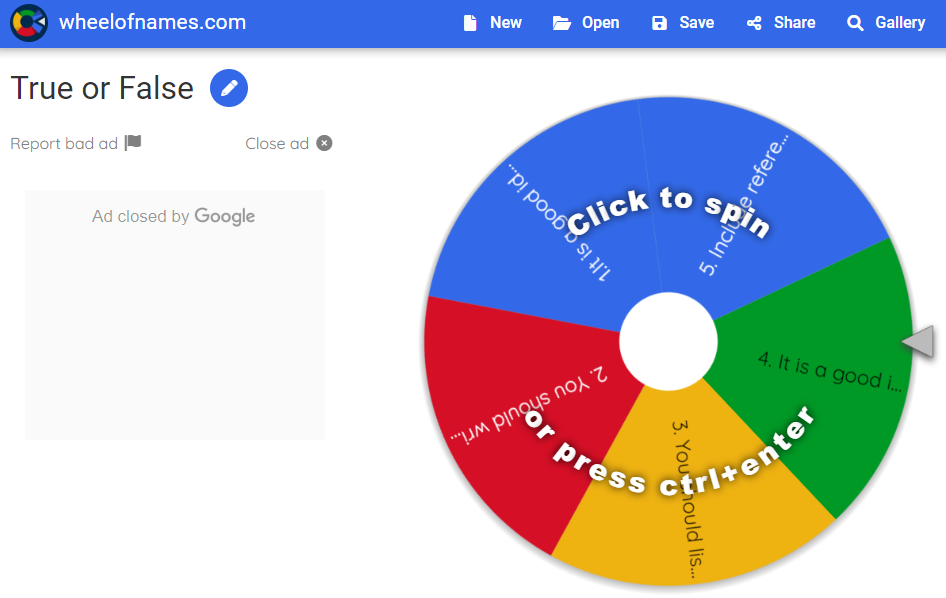 wheelofnames.com
New
Open
Save
Share
Gallery
True or False
Report bad ad
Close ad
Ad closed by Google
Click to spin
or press ctrl+enter
1.It is a good id...
2. You should wri...
3. You should lis...
4. It is a good i...
5. Include refere...